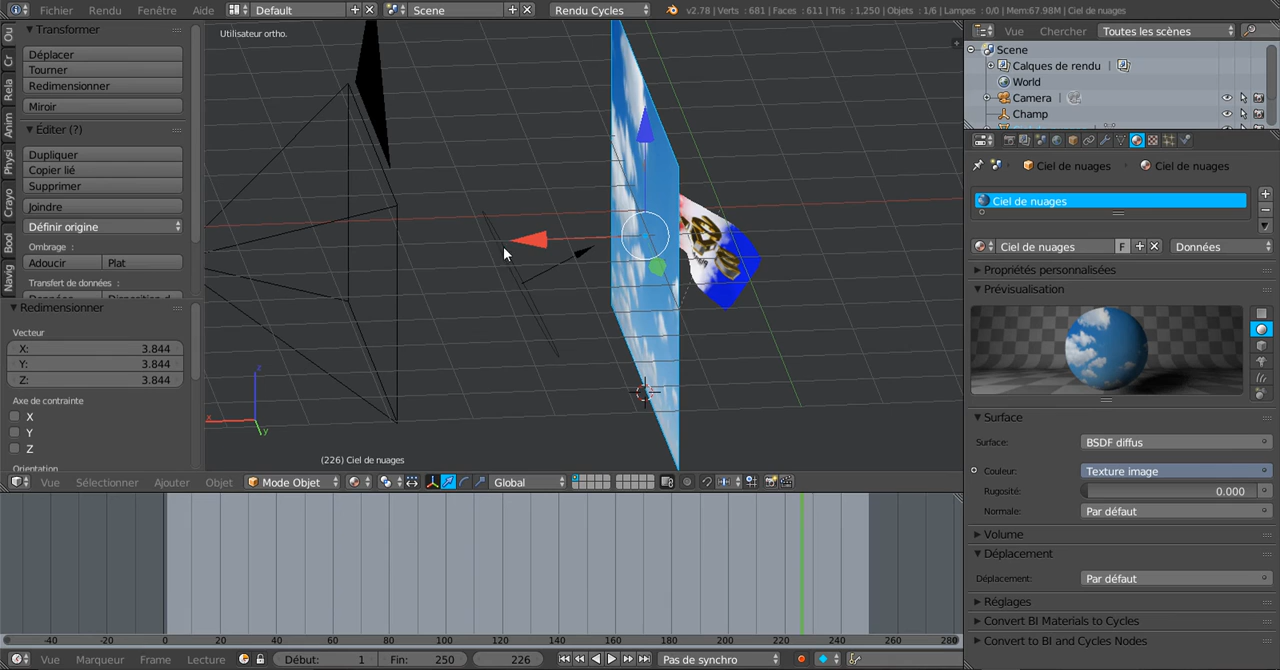 Fichier Rendu Fenêtre Aide Default Scene Rendu Cycles v2.78 | Verts : 681 | Faces : 611 | Tris : 1,250 | Objets : 1/6 | Lampes : 0/0 | Mem:67.98M | Ciel de nuages
Transformer
Déplacer
Tourner
Redimensionner
Miroir
Éditer (?)
Dupliquer
Copier lié
Supprimer
Joindre
Définir origine
Ombrage :
Adoucir Plat
Transfert de données :
Ou
Cr
Rela
Anim
Physi
Crayo
Bool
Navig
Redimensionner
Vecteur
X: 3.844
Y: 3.844
Z: 3.844
Axe de contrainte
X
Y
Z
Orientation
Utilisateur ortho.
x
z
y
(226) Ciel de nuages
Vue Sélectionner Ajouter Objet Mode Objet Global
-40 -20 0 20 40 60 80 100 120 140 160 180 200 220 240 260 280
Vue Marqueur Frame Lecture Début: 1 Fin: 250 226 Pas de synchro
Vue Chercher Toutes les scènes
Scene
Calques de rendu |
World
Camera |
Champ
Ciel de nuages Ciel de nuages
Ciel de nuages
Ciel de nuages F Données
Propriétés personnalisées
Prévisualisation
Surface
Surface: BSDF diffus
Couleur: Texture image
Rugosité: 0.000
Normale: Par défaut
Volume
Déplacement
Déplacement: Par défaut
Réglages
Convert BI Materials to Cycles
Convert to BI and Cycles Nodes